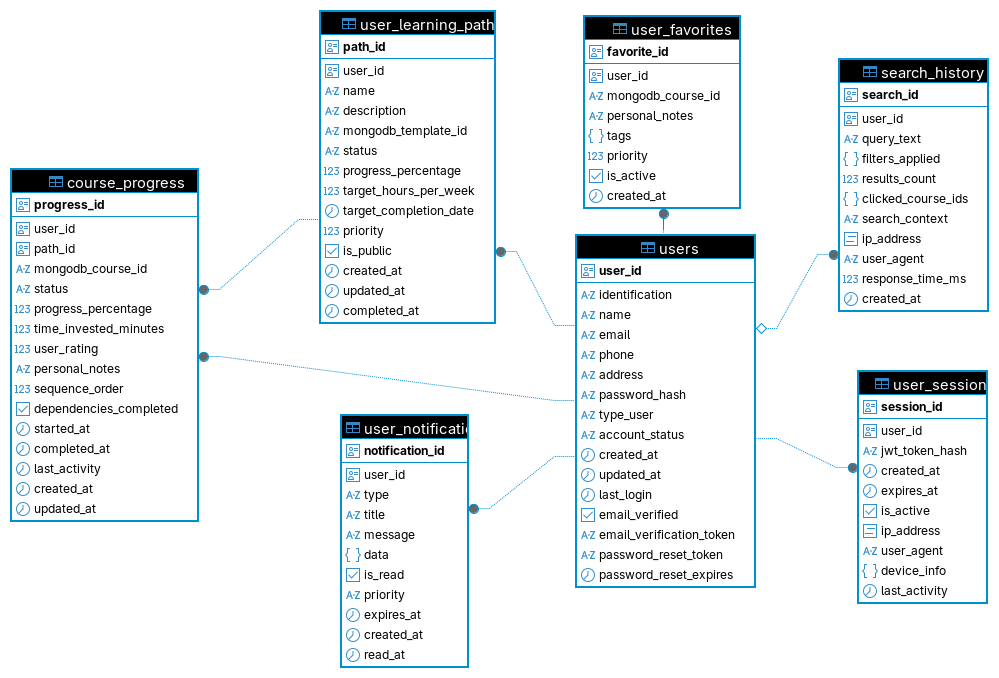 user_learning_path
path_id
user_id
name
description
mongodb_template_id
status
progress_percentage
target_hours_per_week
target_completion_date
priority
is_public
created_at
updated_at
completed_at
user_favorites
favorite_id
user_id
mongodb_course_id
personal_notes
tags
priority
is_active
created_at
search_history
search_id
user_id
query_text
filters_applied
results_count
clicked_course_ids
search_context
ip_address
user_agent
response_time_ms
created_at
course_progress
progress_id
user_id
path_id
mongodb_course_id
status
progress_percentage
time_invested_minutes
user_rating
personal_notes
sequence_order
dependencies_completed
started_at
completed_at
last_activity
created_at
updated_at
users
user_id
identification
name
email
phone
address
password_hash
type_user
account_status
created_at
updated_at
last_login
email_verified
email_verification_token
password_reset_token
password_reset_expires
user_session
session_id
user_id
jwt_token_hash
created_at
expires_at
is_active
ip_address
user_agent
device_info
last_activity
user_notificatio
notification_id
user_id
type
title
message
data
is_read
priority
expires_at
created_at
read_at